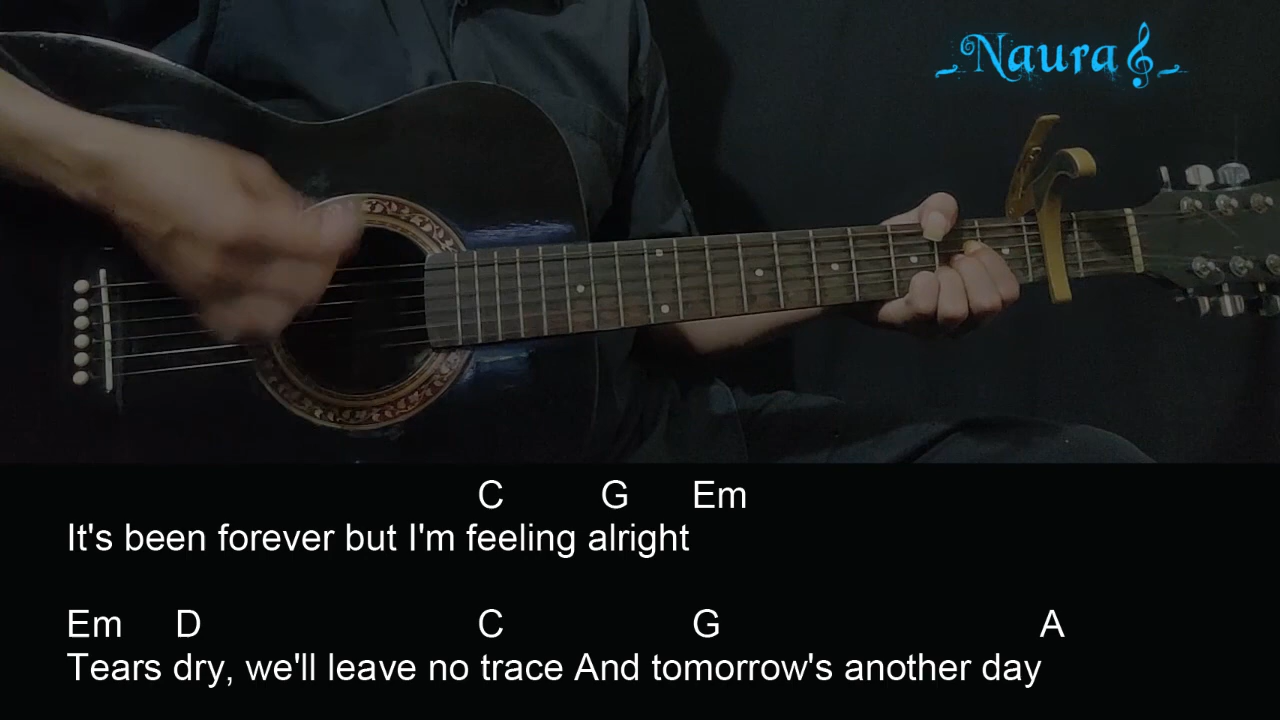 Naura
C G Em
It's been forever but I'm feeling alright
Em D C G A
Tears dry, we'll leave no trace And tomorrow's another day